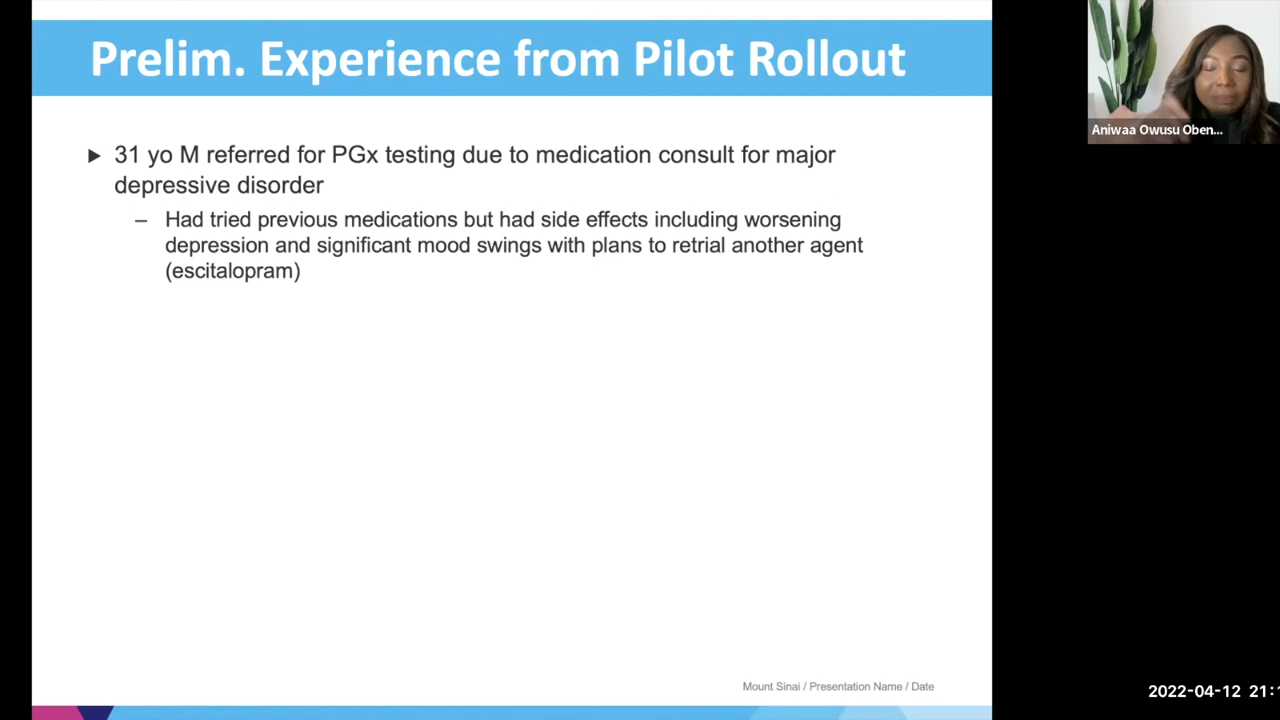 Prelim. Experience from Pilot Rollout
Aniwaa Owusu Oben...
31 yo M referred for PGx testing due to medication consult for major
depressive disorder
– Had tried previous medications but had side effects including worsening
depression and significant mood swings with plans to retrial another agent
(escitalopram)
Mount Sinai / Presentation Name / Date
2022-04-12 21:1